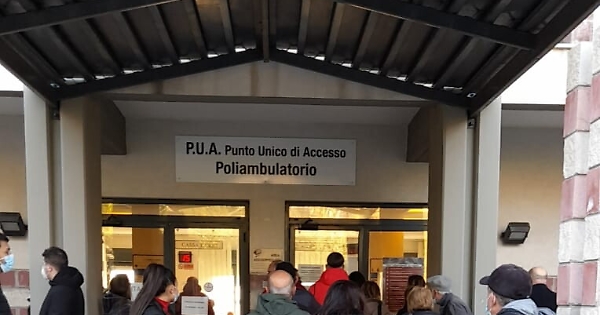 P.U.A. Punto Unico di Accesso
Poliambulatorio